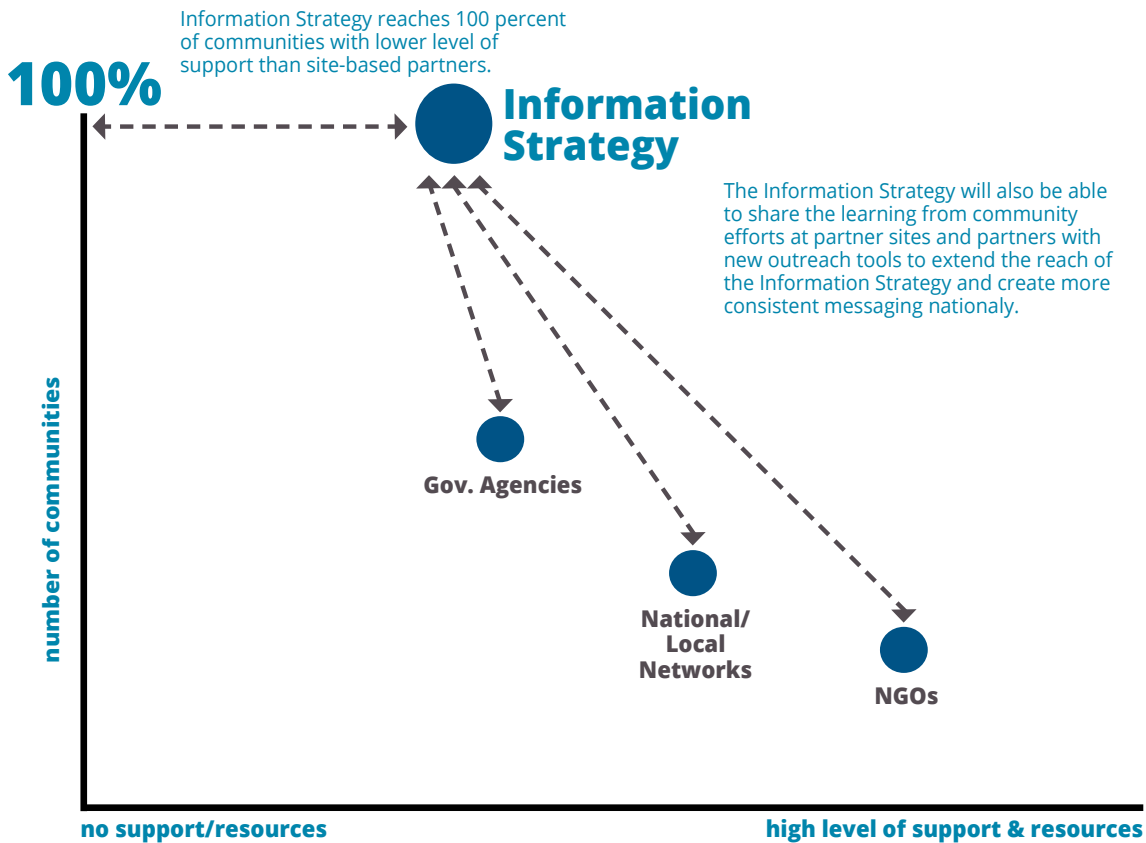 Information Strategy reaches 100 percent
of communities with lower level of
support than site-based partners.
100%
Information
Strategy
The Information Strategy will also be able
to share the learning from community
efforts at partner sites and partners with
new outreach tools to extend the reach of
the Information Strategy and create more
consistent messaging nationaly.
number of communities
Gov. Agencies
National/
Local
Networks
NGOs
no support/resources
high level of support & resources